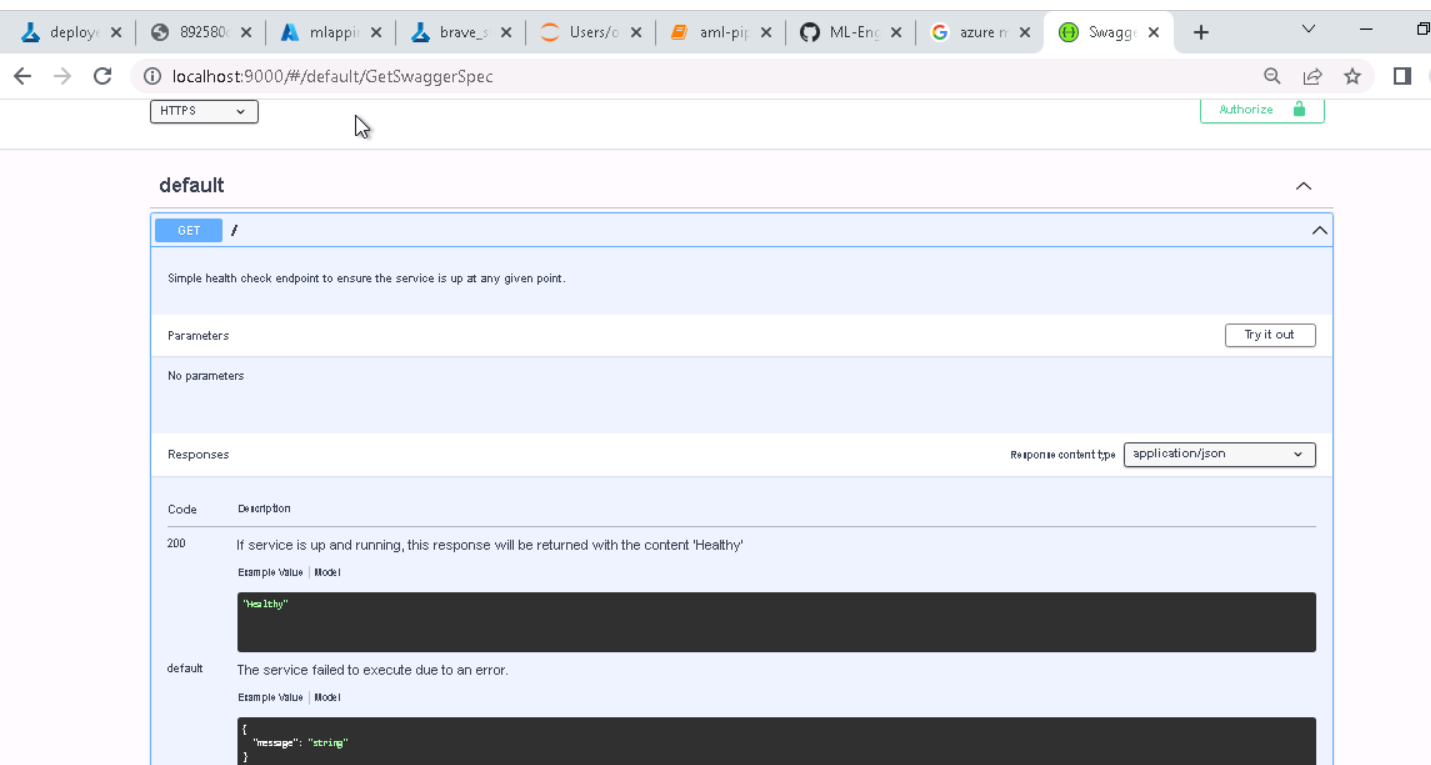 deploye
892580c
mlappin
brave_s
Users/o
aml-pip
ML-Eng
azure m
Swagge
localhost:9000/#/default/GetSwaggerSpec
HTTPS
Authorize
default
GET /
Simple health check endpoint to ensure the service is up at any given point.
Parameters
Try it out
No parameters
Responses
Response content type
application/json
Code Description
200 If service is up and running, this response will be returned with the content 'Healthy'
Example Value | Model
"Healthy"
default The service failed to execute due to an error.
Example Value | Model
{
"message": "string"
}